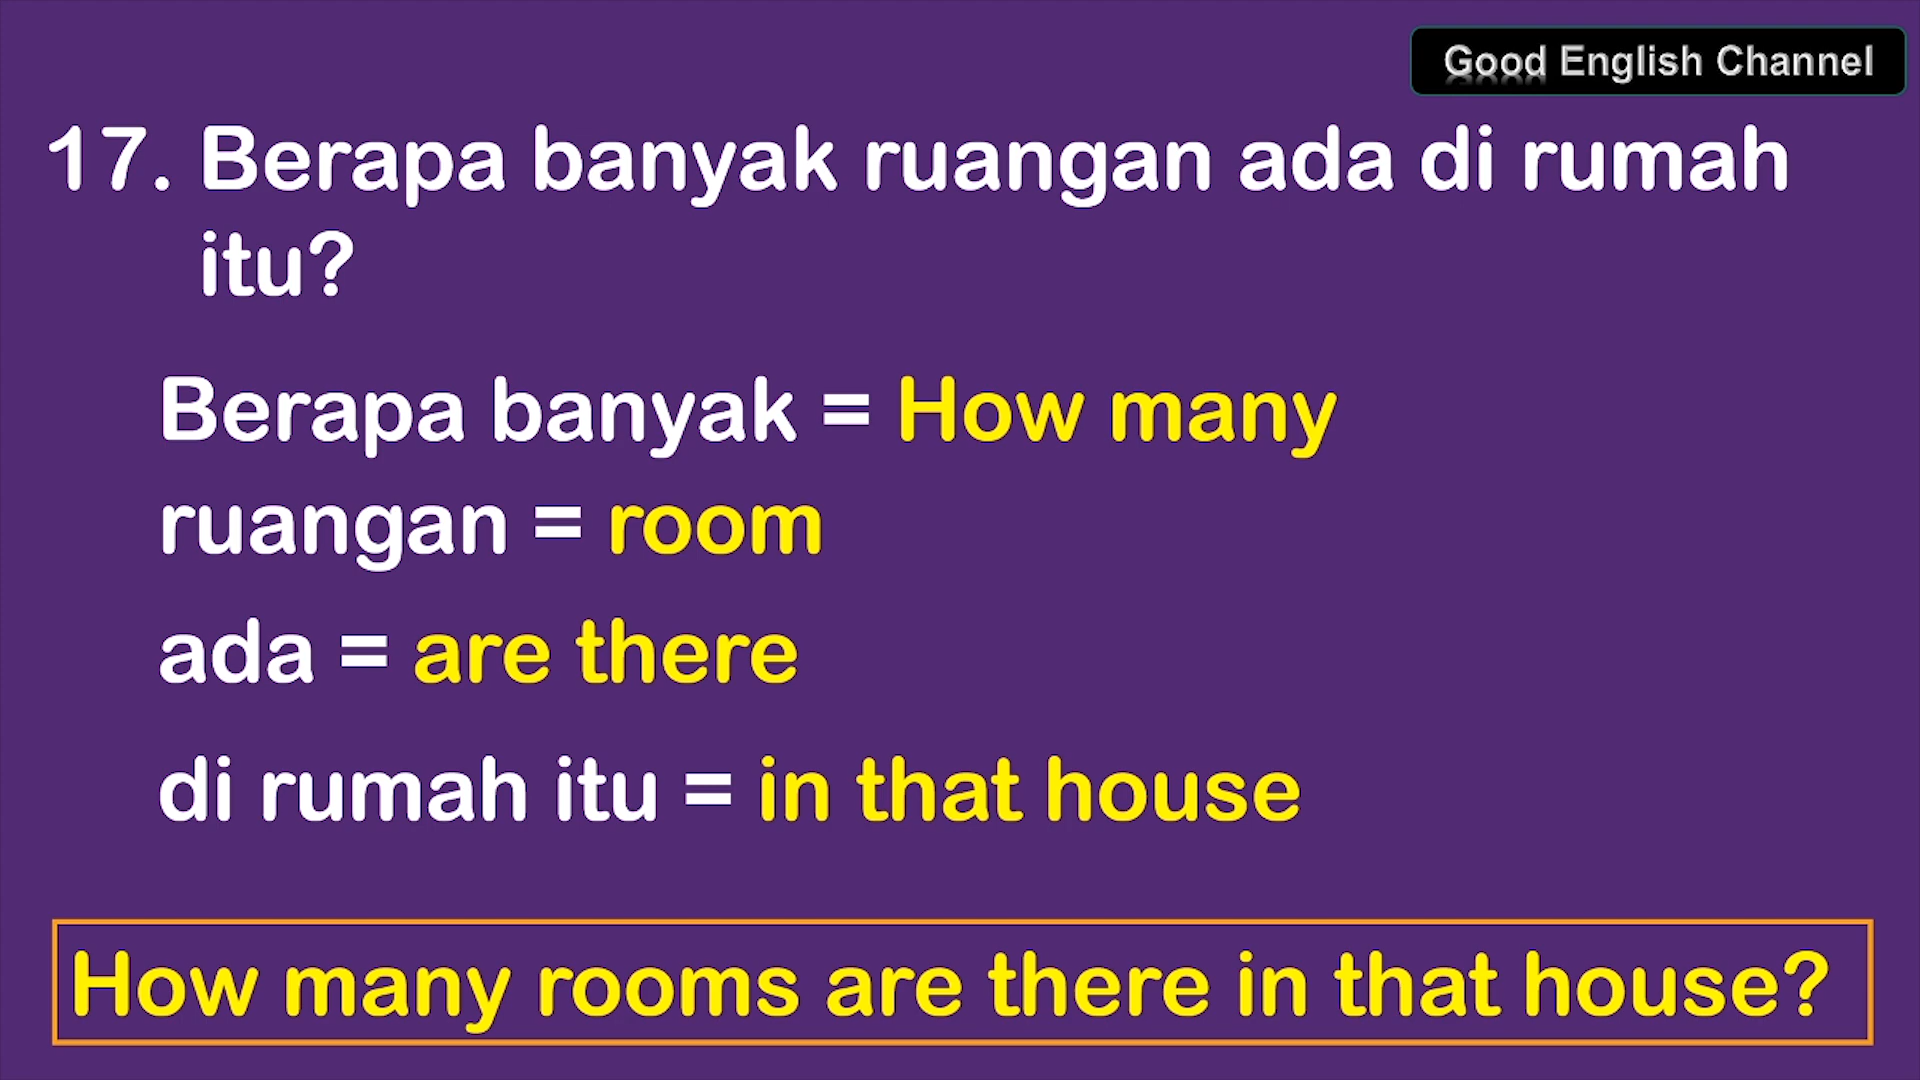 Good English Channel
17. Berapa banyak ruangan ada di rumah
itu?
Berapa banyak = How many
ruangan = room
ada = are there
di rumah itu = in that house
How many rooms are there in that house?